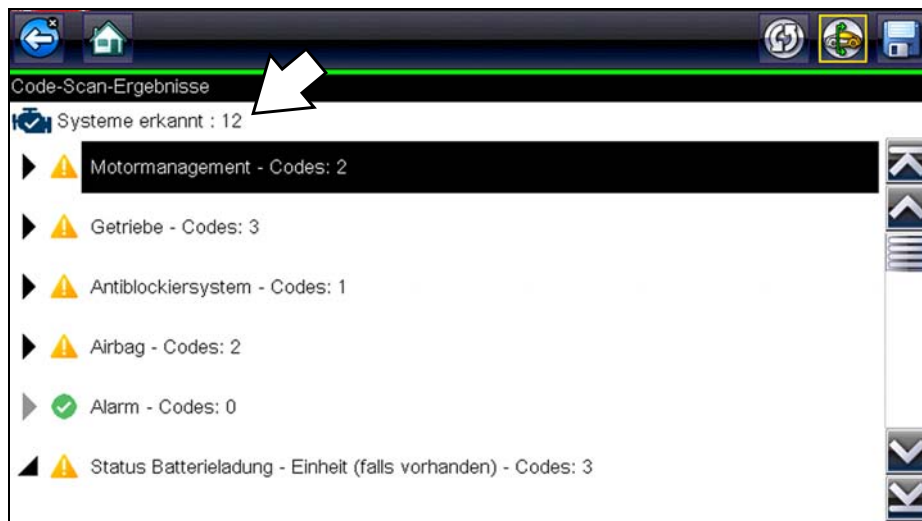 Code-Scan-Ergebnisse
Systeme erkannt : 12
Motormanagement - Codes: 2
Getriebe - Codes: 3
Antiblockiersystem - Codes: 1
Airbag - Codes: 2
Alarm - Codes: 0
Status Batterieladung - Einheit (falls vorhanden) - Codes: 3